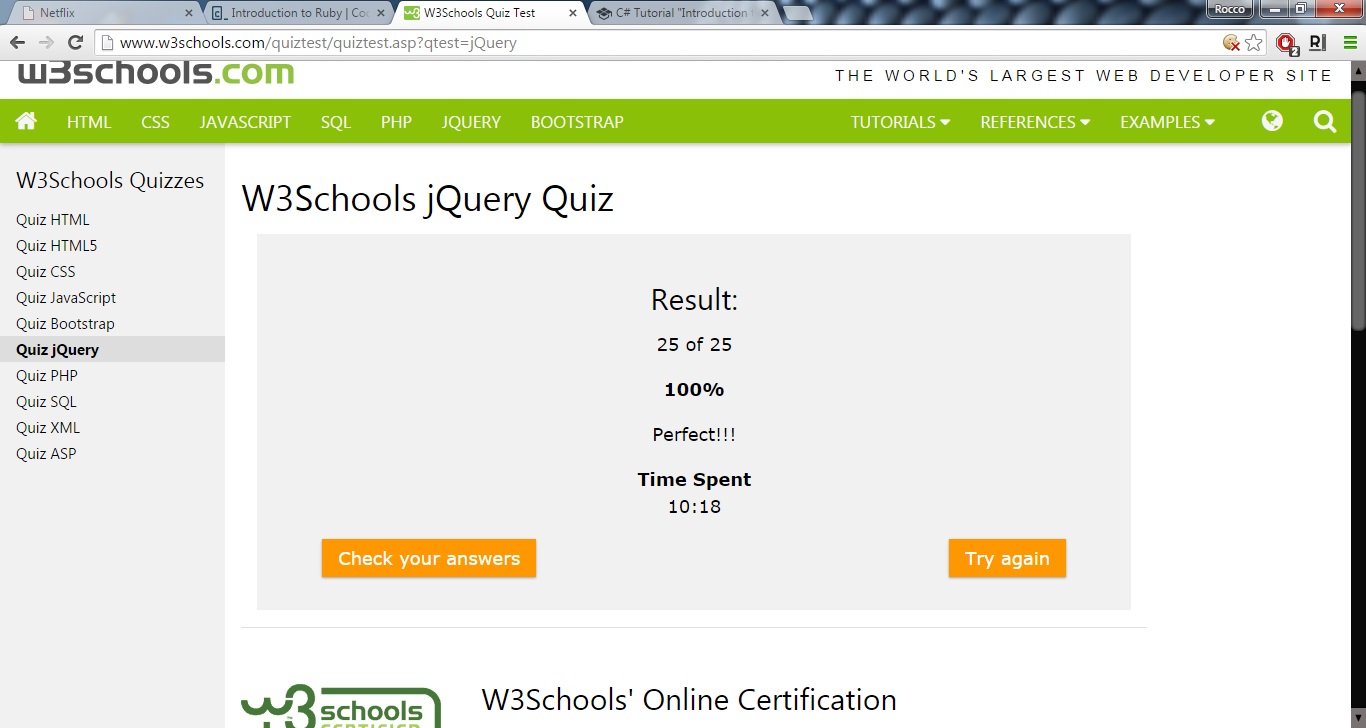 Netflix
Introduction to Ruby | Coc
W3Schools Quiz Test
C# Tutorial "Introduction t
Rocco
www.w3schools.com/quiztest/quiztest.asp?qtest=jQuery
2
R
w3schools.com
THE WORLD'S LARGEST WEB DEVELOPER SITE
HTML CSS JAVASCRIPT SQL PHP JQUERY BOOTSTRAP TUTORIALS REFERENCES EXAMPLES
W3Schools Quizzes
Quiz HTML
Quiz HTML5
Quiz CSS
Quiz JavaScript
Quiz Bootstrap
Quiz jQuery
Quiz PHP
Quiz SQL
Quiz XML
Quiz ASP
W3Schools jQuery Quiz
Result:
25 of 25
100%
Perfect!!!
Time Spent
10:18
Check your answers
Try again
w3schools
CERTIFIED
W3Schools' Online Certification